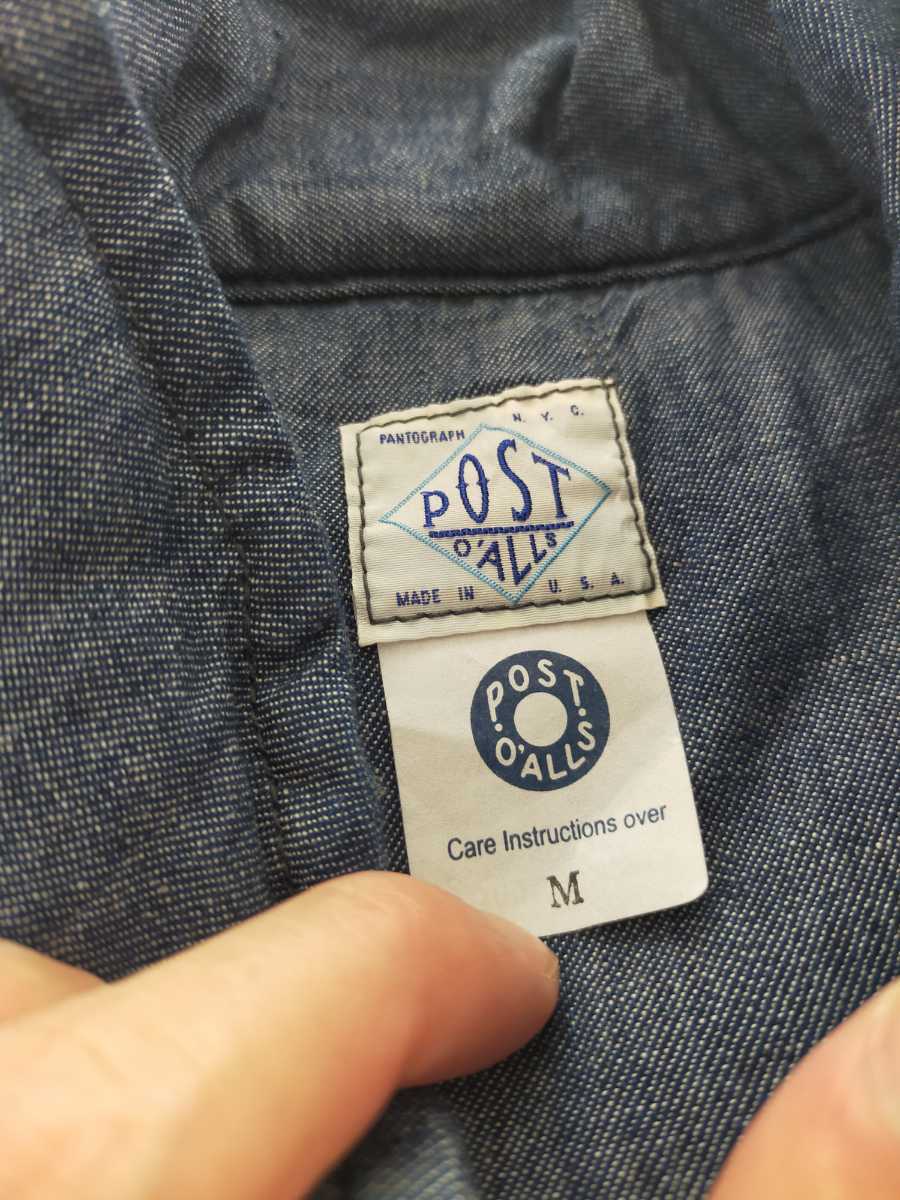 PANTOGRAPH N. Y. C.
POST
O'ALLS
MADE IN U. S. A.
POST
O'ALLS
Care Instructions over
M